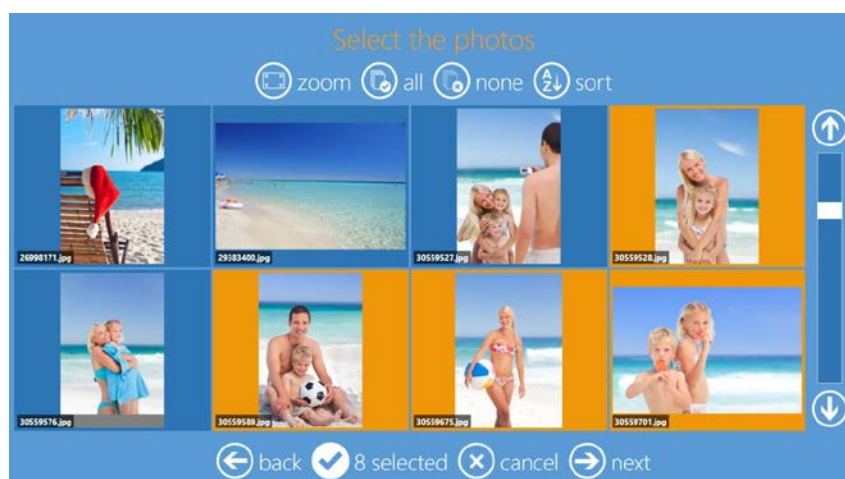 Select the photos
zoom all none sort
26998171.jpg 29383400.jpg 30559527.jpg 30559528.jpg
30559576.jpg 30559589.jpg 30559675.jpg 30559701.jpg
back 8 selected cancel next